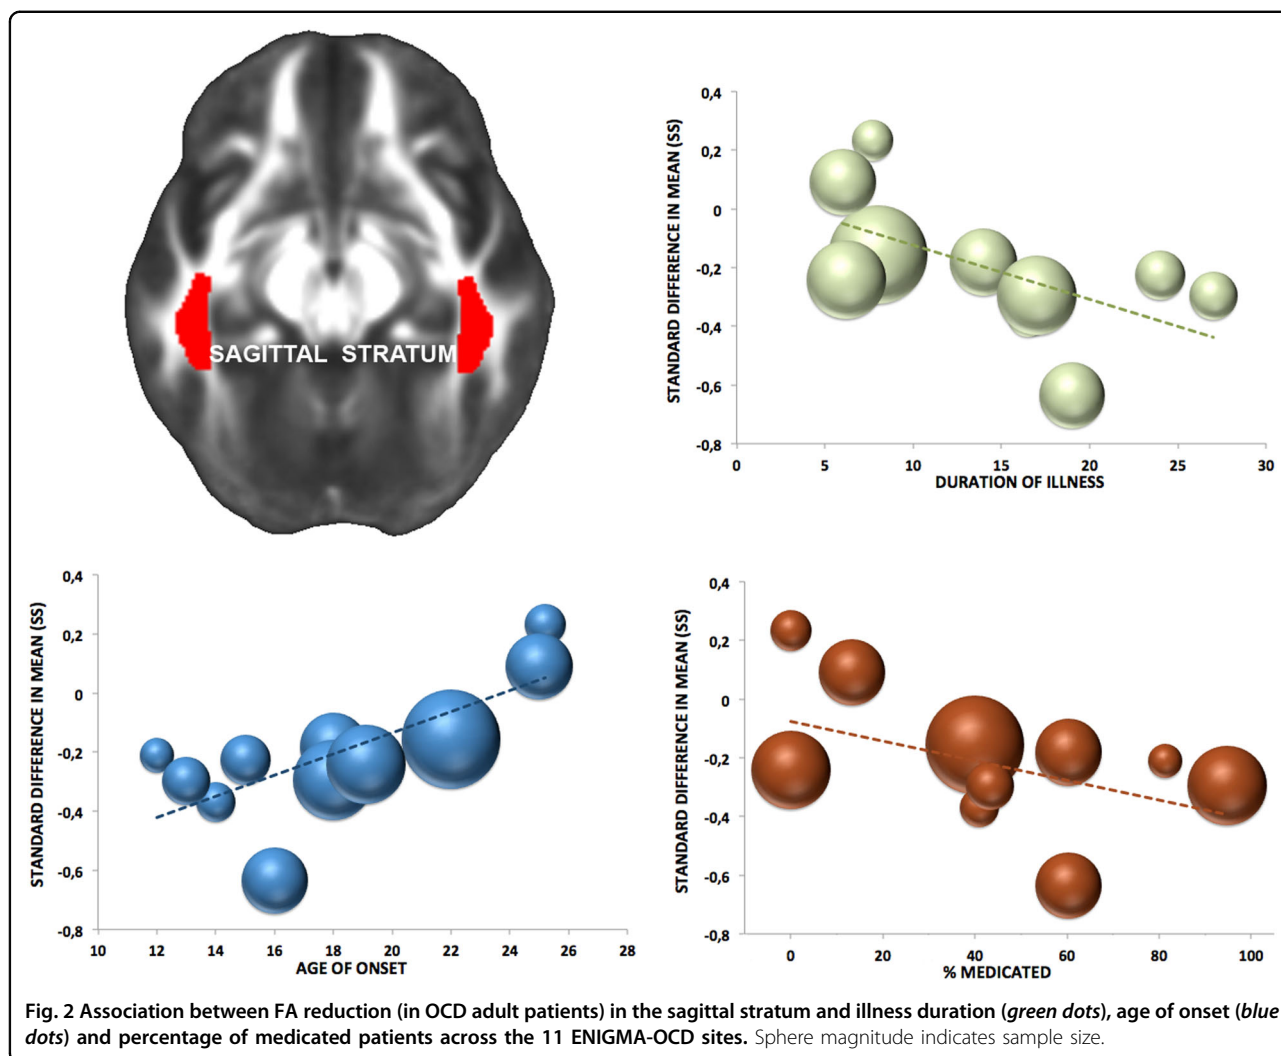 SAGITTAL STRATUM
STANDARD DIFFERENCE IN MEAN (SS)
0,4
0,2
0
-0,2
-0,4
-0,6
-0,8
0 5 10 15 20 25 30
DURATION OF ILLNESS
STANDARD DIFFERENCE IN MEAN (SS)
0,4
0,2
0
-0,2
-0,4
-0,6
-0,8
10 12 14 16 18 20 22 24 26 28
AGE OF ONSET
STANDARD DIFFERENCE IN MEAN (SS)
0,4
0,2
0
-0,2
-0,4
-0,6
-0,8
0 20 40 60 80 100
% MEDICATED
Fig. 2 Association between FA reduction (in OCD adult patients) in the sagittal stratum and illness duration (green dots), age of onset (blue
dots) and percentage of medicated patients across the 11 ENIGMA-OCD sites. Sphere magnitude indicates sample size.